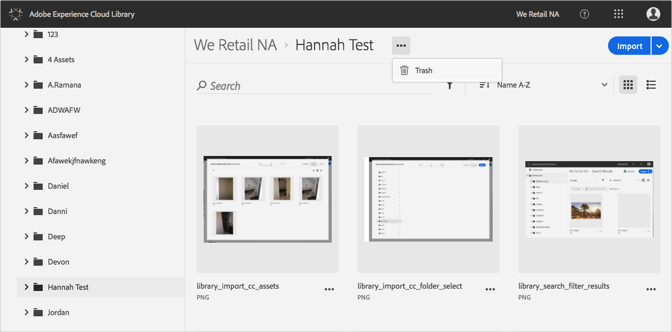 Adobe Experience Cloud Library
We Retail NA
123
4 Assets
A.Ramana
ADWAFW
Aasfawef
Afawekjfnawkeng
Daniel
Danni
Deep
Devon
Hannah Test
Jordan
We Retail NA › Hannah Test
Import
Trash
Search
Name A-Z
library_import_cc_assets
PNG
library_import_cc_folder_select
PNG
library_search_filter_results
PNG